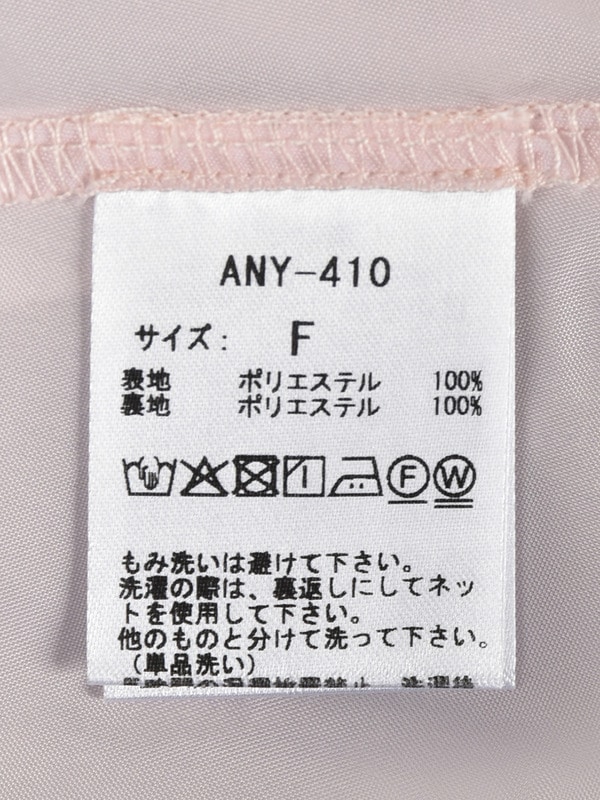 ANY-410
サイズ: F
表地 ポリエステル 100%
裏地 ポリエステル 100%
F W
もみ洗いは避けて下さい。
洗濯の際は、裏返しにしてネッ
トを使用して下さい。
他のものと分けて洗って下さい。
(単品洗い)